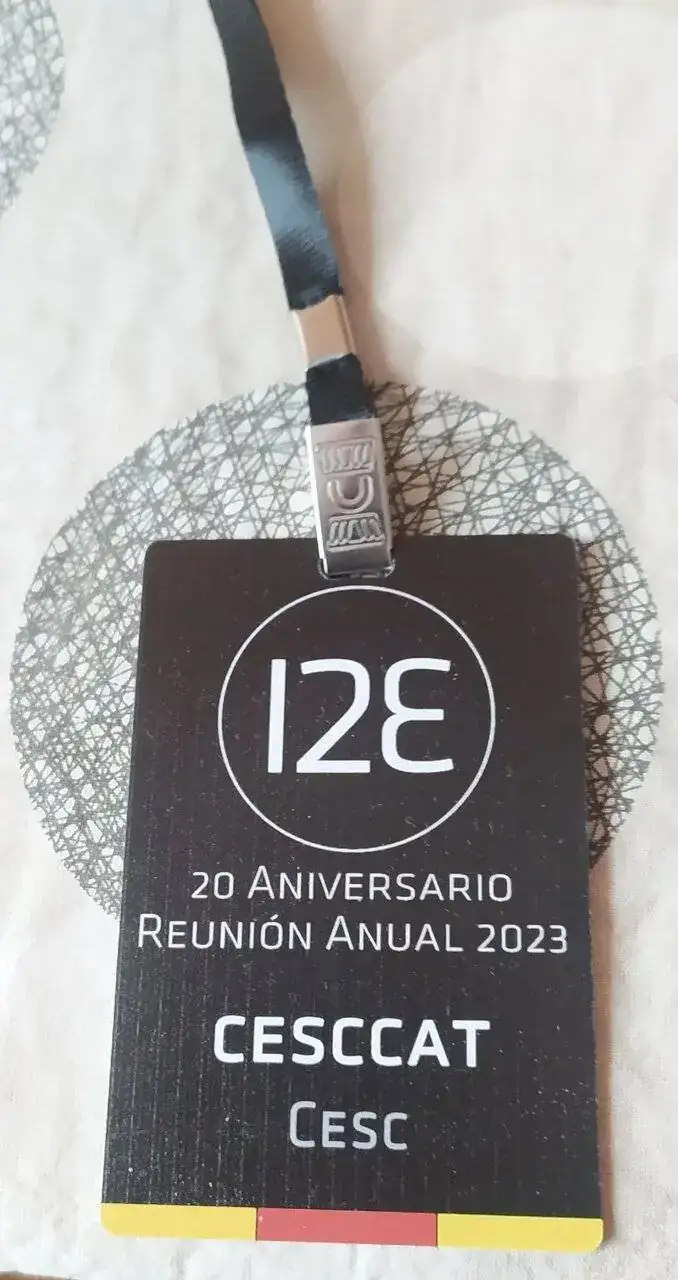 I2E
20 ANIVERSARIO
REUNIÓN ANUAL 2023
CESCCAT
CESC